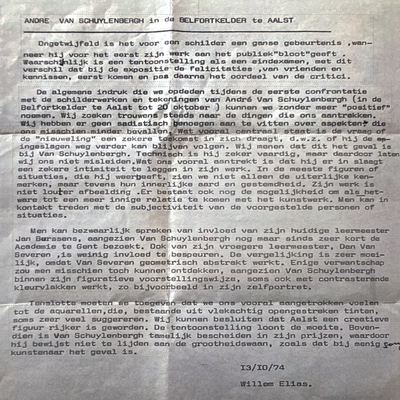 ANDRE VAN SCHUYLENBERGH in de BELFORTKELDER te AALST
Ongetwijfeld is het voor een schilder een ganse gebeurtenis ,wan-
neer hij voor het eerst zijn werk aan het publiek"bloot"geeft .
Waarschijnlijk is een tentoonstelling als een eindexamen, met dit
verschil dat bij de expositie de felicitaties ,van vrienden en
kennissen, eerst komen en pas daarna het oordeel van de critici.
De algemene indruk die we opdeden tijdens de eerste confrontatie
met de schilderwerken en tekeningen van André Van Schuylenbergh (in de
Belfortkelder te Aalst tot 20 oktober ) kunnen we zonder meer "positief"
noemen. Wij zoeken trouwens steeds naar de dingen die ons aantrekken.
Wij hebben er geen sadistisch genoegen aan te vitten over aspekten die
ons misschien minder bevallen. Wat vooral centraal staat is de vraag of
de "nieuweling" een zekere toekomst in zich draagt, d.w.z. of hij de
ingeslagen weg verder kan blijven volgen. Wij menen dat dit het geval is
bij Van Schuylenbergh. Technisch is hij zeker vaardig, maar daardoor laten
wij ons niet misleiden.Wat ons vooral aantrekt is dat hij er in slaagt
een zekere intimiteit te leggen in zijn werk. In de meeste figuren of
situaties, die hij weergeeft, zien we niet alleen de uiterlijke ken-
merken, maar tevens hun innerlijke aard en gestemdheid. Zijn werk is
niet louter afbeelding .Er bestaat ook nog de mogelijkheid om als het-
ware tot een meer innige relatie te komen met het kunstwerk. Men kan in
kontakt treden met de subjectiviteit van de voorgestelde personen of
situaties.
Men kan bezwaarlijk spreken van invloed van zijn huidige leermeester
Jan Burssens, aangezien Van Schuylenbergh nog maar sinds zeer kort de
Academie te Gent bezoekt. Ook van zijn vroegere leermeester, Dan Van
Severen ,is weinig invloed te bespeuren. De vergelijking is zeer moei-
lijk, omdat Van Severen geometrisch abstract werkt. Enige verwantschap
zou men misschien toch kunnen ontdekken, aangezien Van Schuylenbergh
binnen zijn figuratieve voorstellingswijze, soms ook met contrasterende
kleurvlakken werkt, zo bijvoorbeeld in zijn zelfportret.
Tenslotte moeten we toegeven dat we ons vooral aangetrokken voelen
tot de aquarellen,die, bestaande uit vlekachtig opengestreken tinten,
soms zeer veel suggereren. Wij kunnen besluiten dat Aalst een creatieve
figuur rijker is geworden. De tentoonstelling loont de moeite. Boven-
dien is Van Schuylenbergh tamelijk bescheiden in zijn prijzen, waardoor
hij bewijst niet te lijden aan de grootheidswaan, zoals dat bij menig
kunstenaar het geval is.
I3/IO/74
Willem Elias.